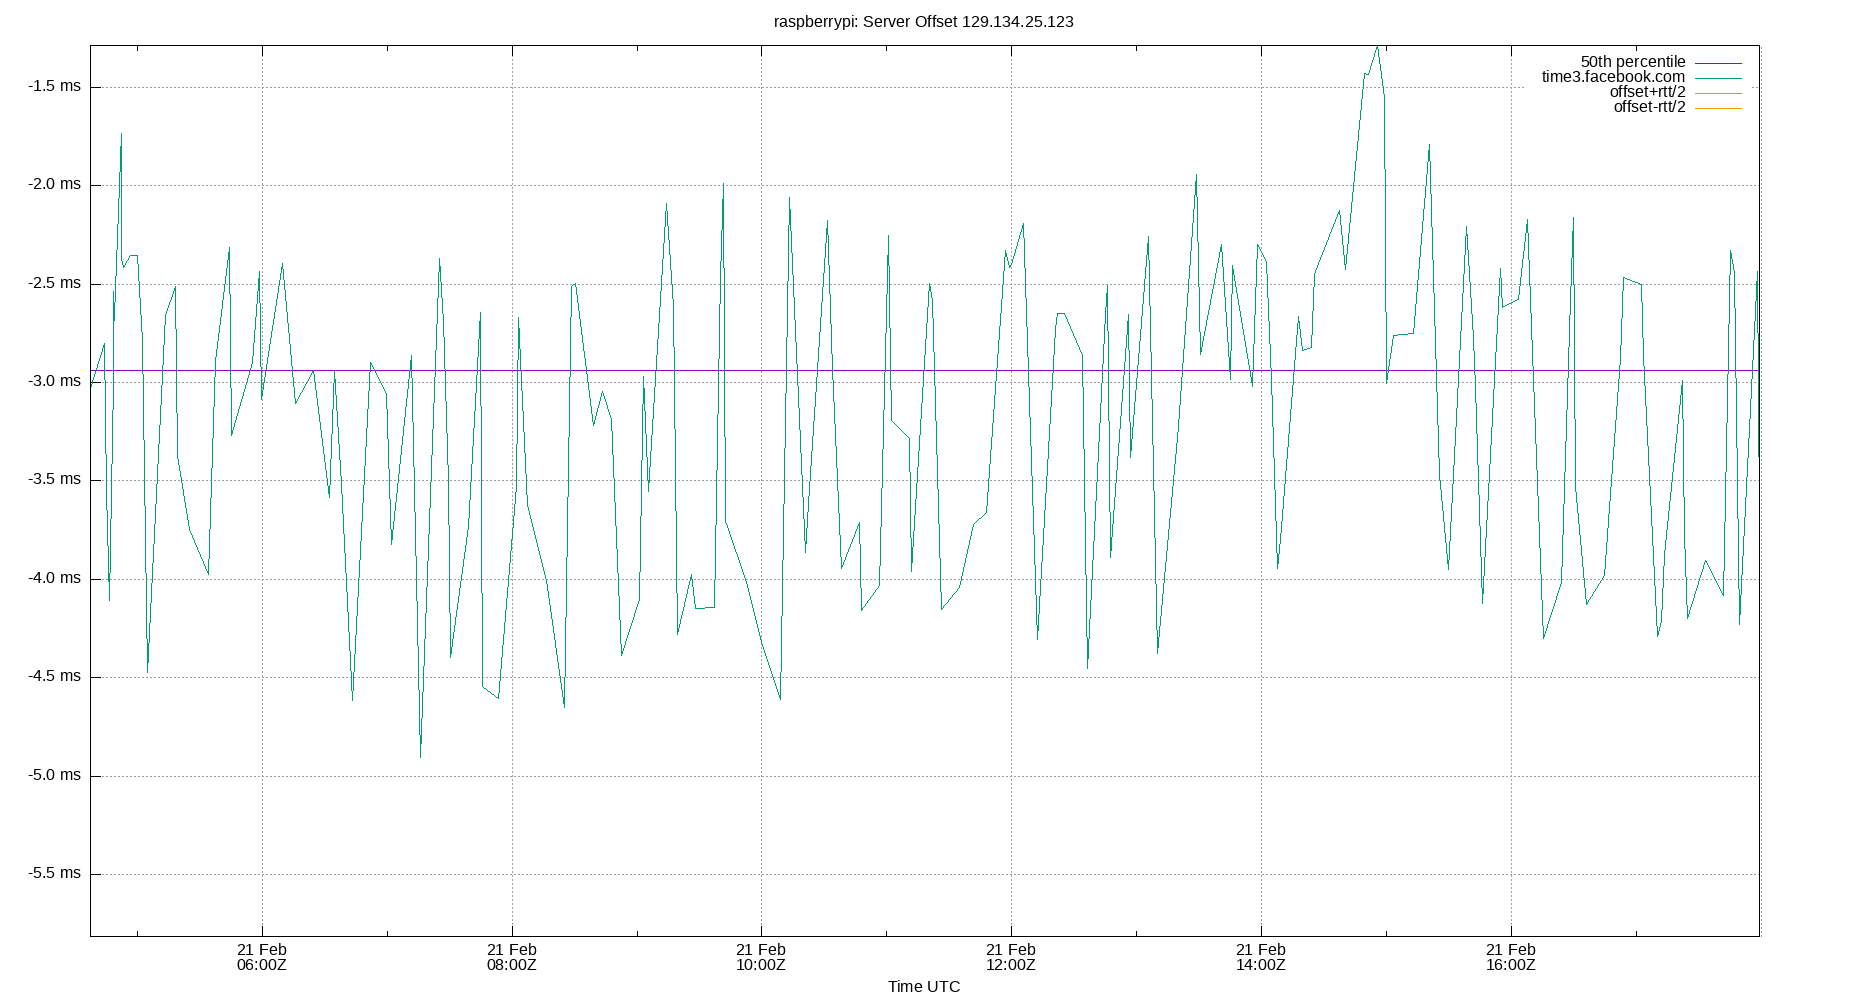 raspberrypi: Server Offset 129.134.25.123
50th percentile
time3.facebook.com
offset+rtt/2
offset-rtt/2
-1.5 ms
-2.0 ms
-2.5 ms
-3.0 ms
-3.5 ms
-4.0 ms
-4.5 ms
-5.0 ms
-5.5 ms
21 Feb 21 Feb 21 Feb 21 Feb 21 Feb 21 Feb
06:00Z 08:00Z 10:00Z 12:00Z 14:00Z 16:00Z
Time UTC